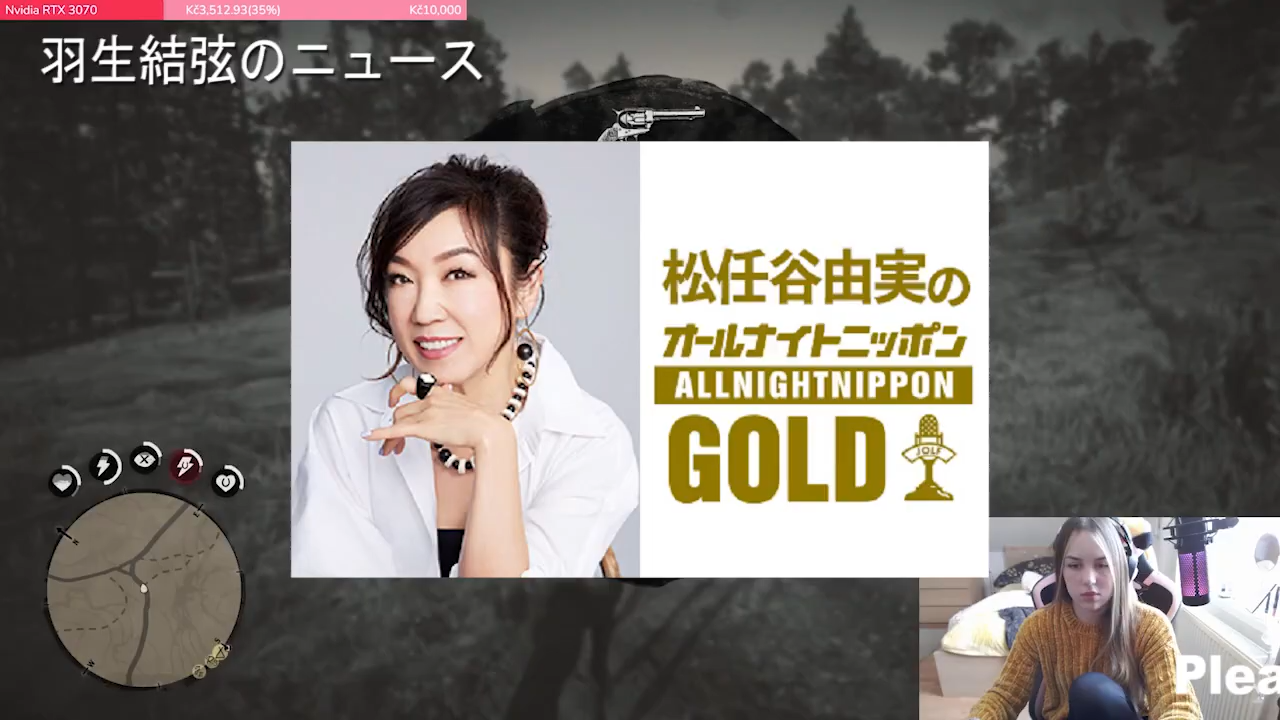 Nvidia RTX 3070
Kč3,512.93(35%)
Kč10,000
羽生結弦のニュース
松任谷由実の
オールナイトニッポン
ALLNIGHTNIPPON
GOLD
JOLF
Plea